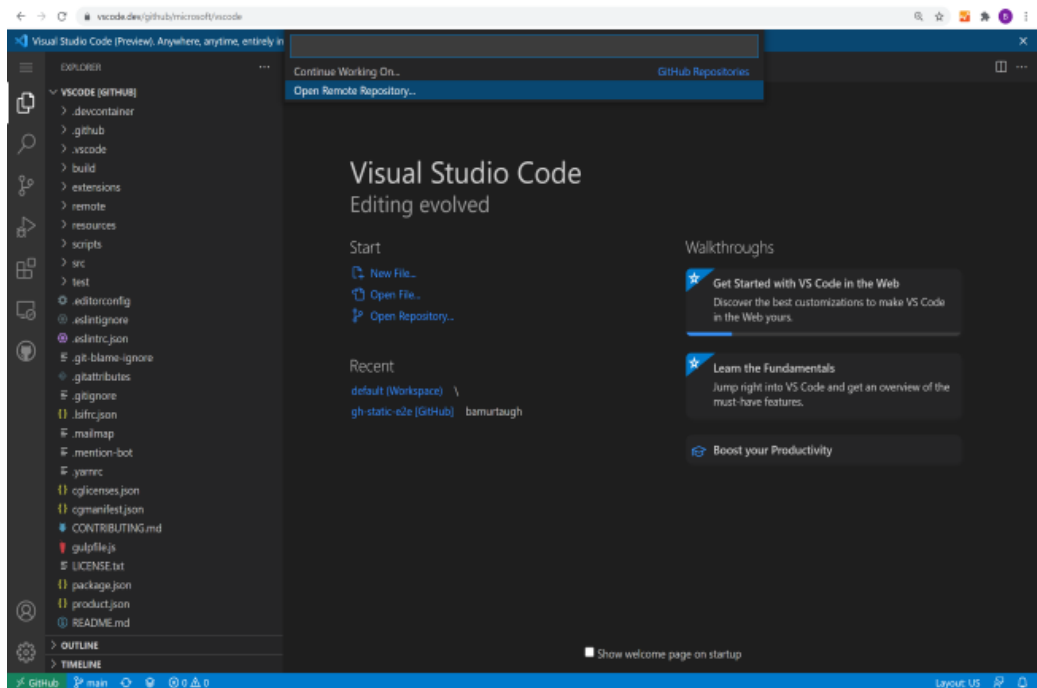 vscode.dev/github/microsoft/vscode
Visual Studio Code (Preview). Anywhere, anytime, entirely in
Continue Working On...
GitHub Repositories
Open Remote Repository...
EXPLORER
VSCODE [GITHUB]
.devcontainer
.github
.vscode
build
extensions
remote
resources
scripts
src
test
.editorconfig
.eslintignore
.eslintrc.json
.git-blame-ignore
.gitattributes
.gitignore
.lsifrc.json
.mailmap
.mention-bot
.yarnrc
cglicenses.json
cgmanifest.json
CONTRIBUTING.md
gulpfile.js
LICENSE.txt
package.json
product.json
README.md
OUTLINE
TIMELINE
Visual Studio Code
Editing evolved
Start
New File...
Open File...
Open Repository...
Recent
default (Workspace) \
gh-static-e2e [GitHub] bamurtaugh
Walkthroughs
Get Started with VS Code in the Web
Discover the best customizations to make VS Code
in the Web yours.
Learn the Fundamentals
Jump right into VS Code and get an overview of the
must-have features.
Boost your Productivity
Show welcome page on startup
GitHub main 0 0 Layout: US